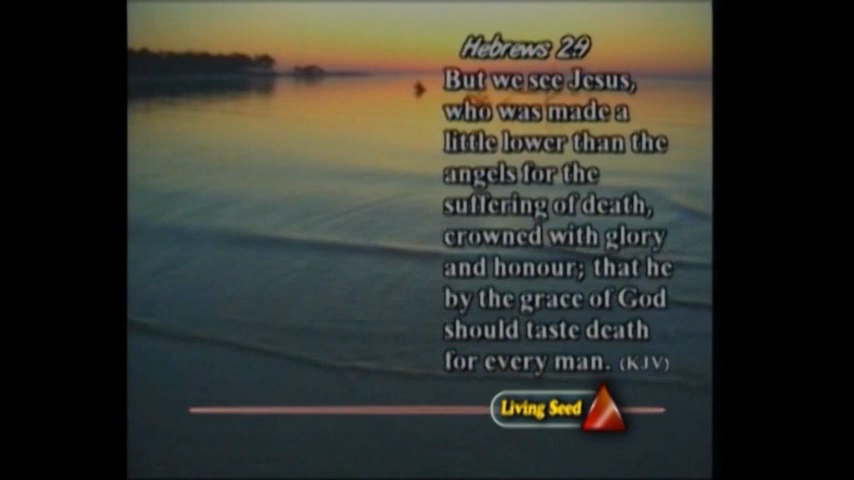 Hebrews 2:9
But we see Jesus,
who was made a
little lower than the
angels for the
suffering of death,
crowned with glory
and honour; that he
by the grace of God
should taste death
for every man. (KJV)
Living Seed